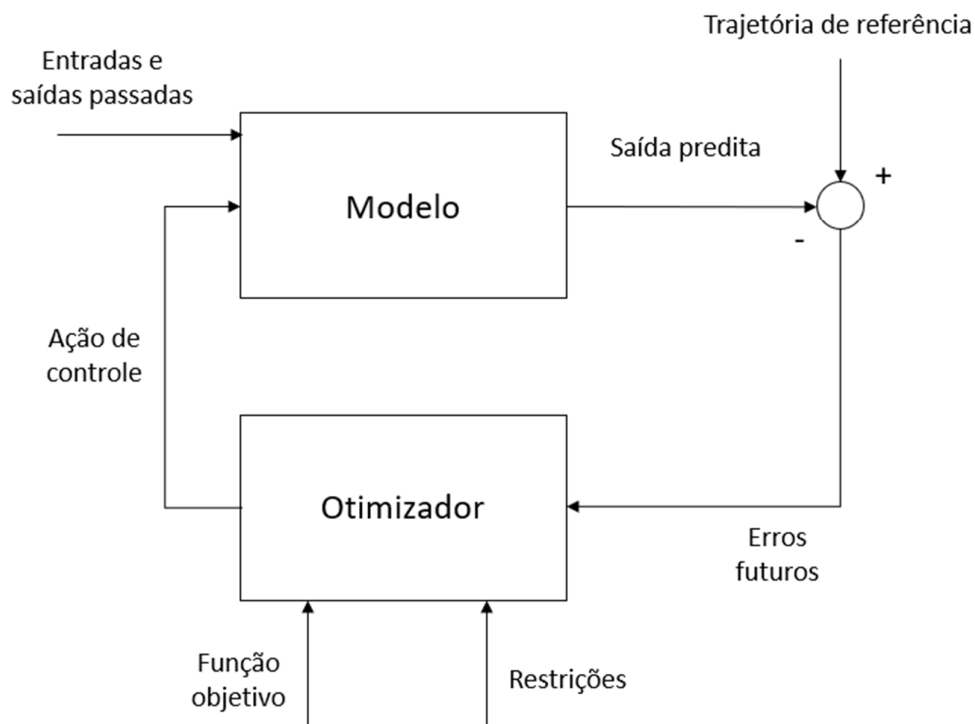 Trajetória de referência
Entradas e
saídas passadas
Saída predita
+
Modelo
-
Ação de
controle
Otimizador
Erros
futuros
Função
objetivo
Restrições